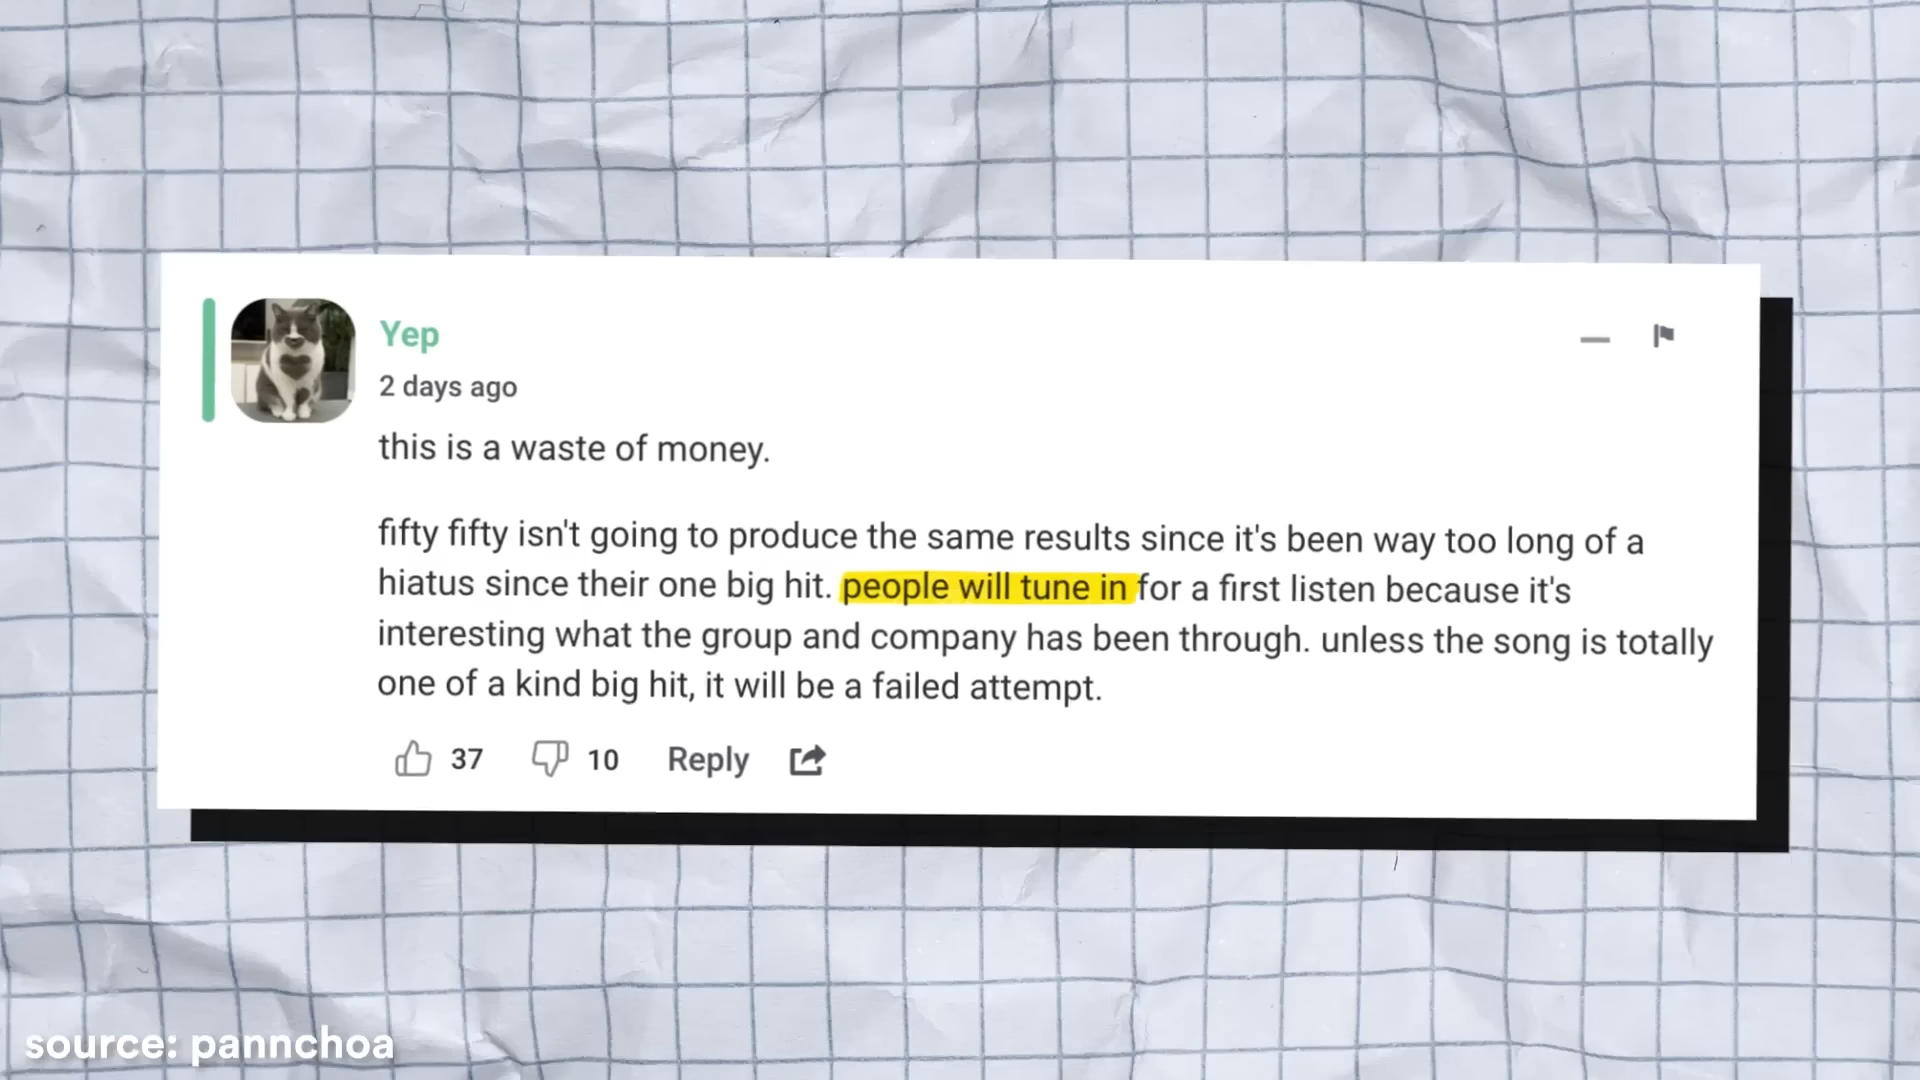 Yep
2 days ago
this is a waste of money.
fifty fifty isn't going to produce the same results since it's been way too long of a
hiatus since their one big hit. people will tune in for a first listen because it's
interesting what the group and company has been through. unless the song is totally
one of a kind big hit, it will be a failed attempt.
37 10 Reply
source: pannchoa